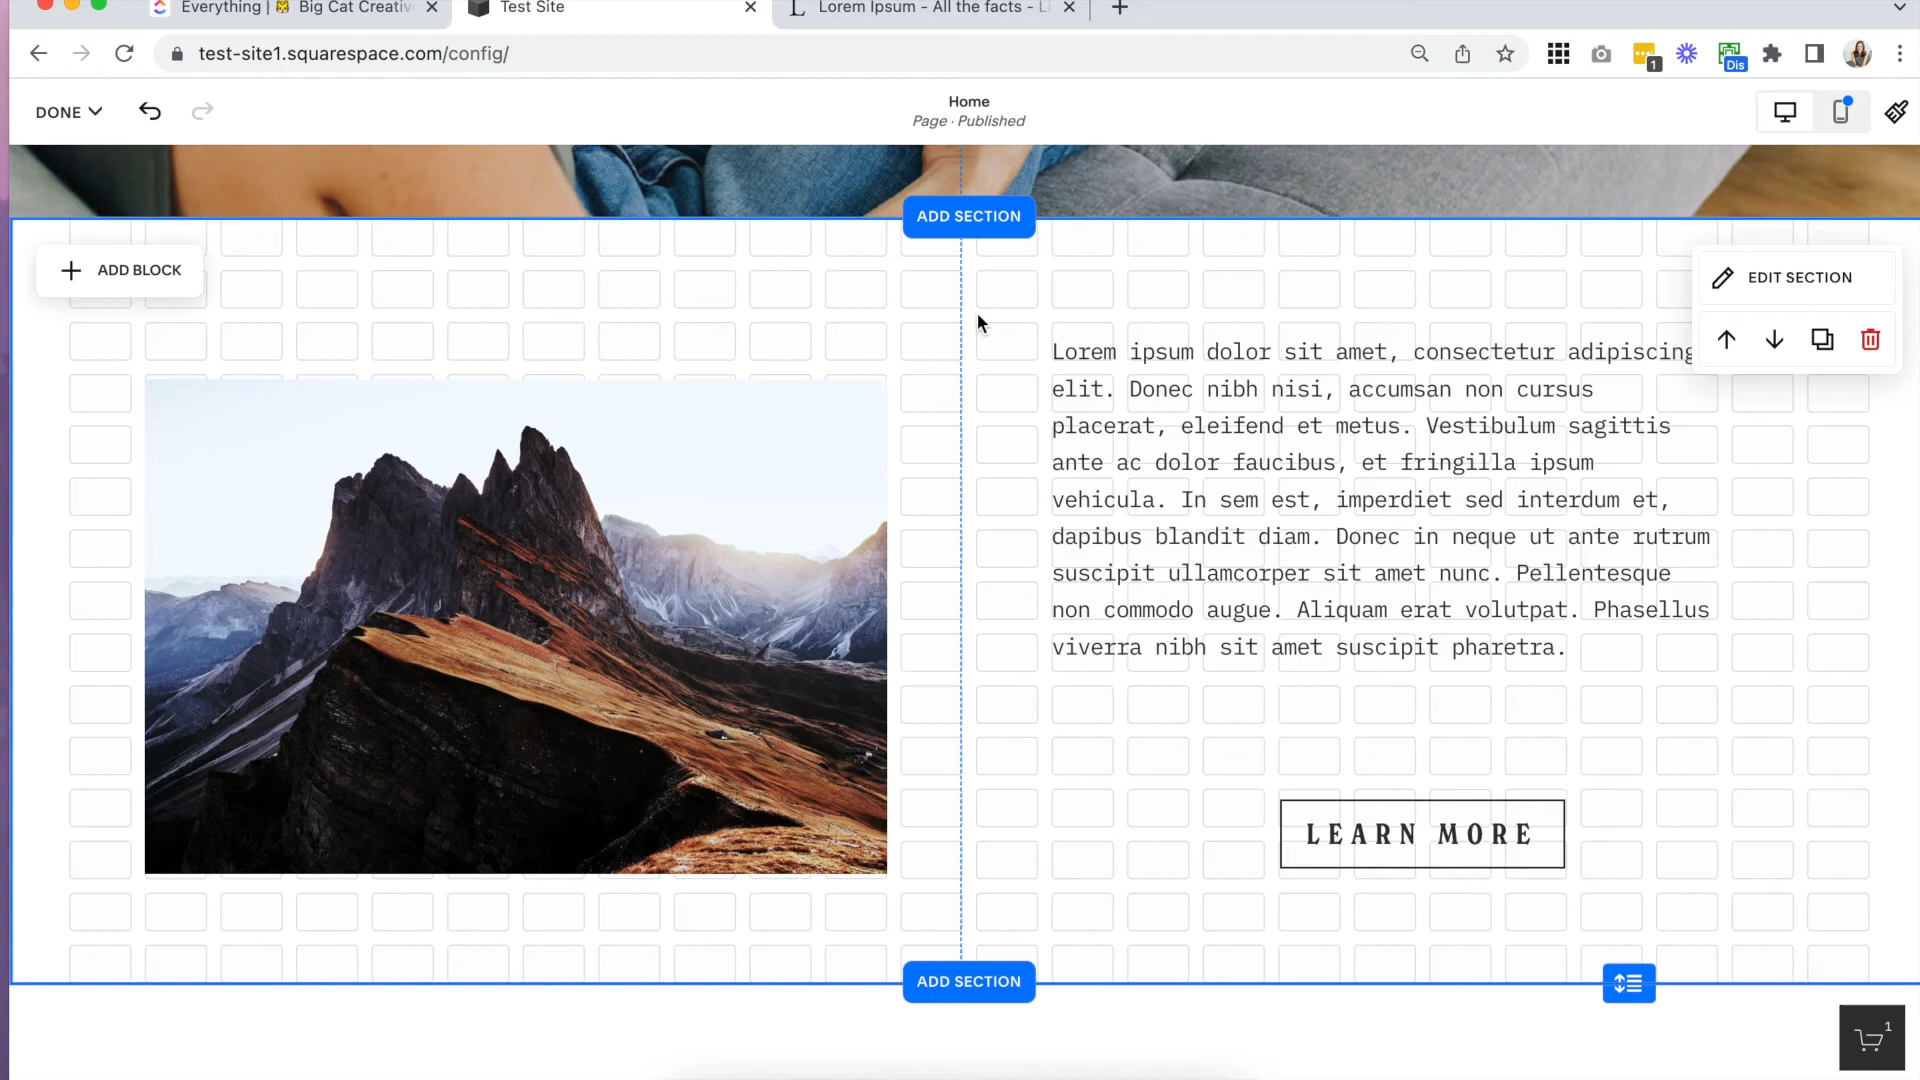 Everything | Big Cat Creativ
Test Site
Lorem Ipsum - All the facts - Li
test-site1.squarespace.com/config/
1
Dis
DONE
Home
Page · Published
ADD SECTION
ADD BLOCK
EDIT SECTION
Lorem ipsum dolor sit amet, consectetur adipiscing
elit. Donec nibh nisi, accumsan non cursus
placerat, eleifend et metus. Vestibulum sagittis
ante ac dolor faucibus, et fringilla ipsum
vehicula. In sem est, imperdiet sed interdum et,
dapibus blandit diam. Donec in neque ut ante rutrum
suscipit ullamcorper sit amet nunc. Pellentesque
non commodo augue. Aliquam erat volutpat. Phasellus
viverra nibh sit amet suscipit pharetra.
LEARN MORE
ADD SECTION
1